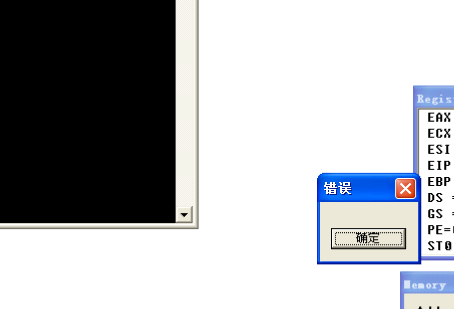 Regis
EAX
ECX
ESI
EIP
错误
EBP
DS =
GS =
确定
PE=
ST0
Memory